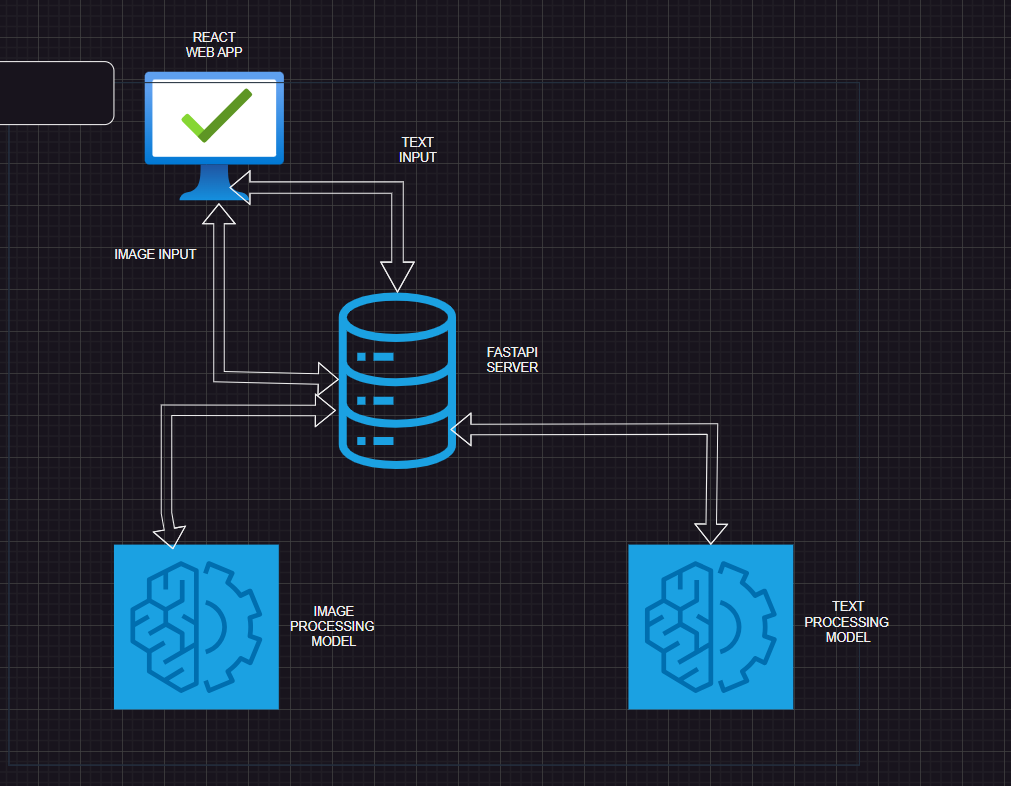 REACT
WEB APP
TEXT
INPUT
IMAGE INPUT
FASTAPI
SERVER
IMAGE
PROCESSING
MODEL
TEXT
PROCESSING
MODEL